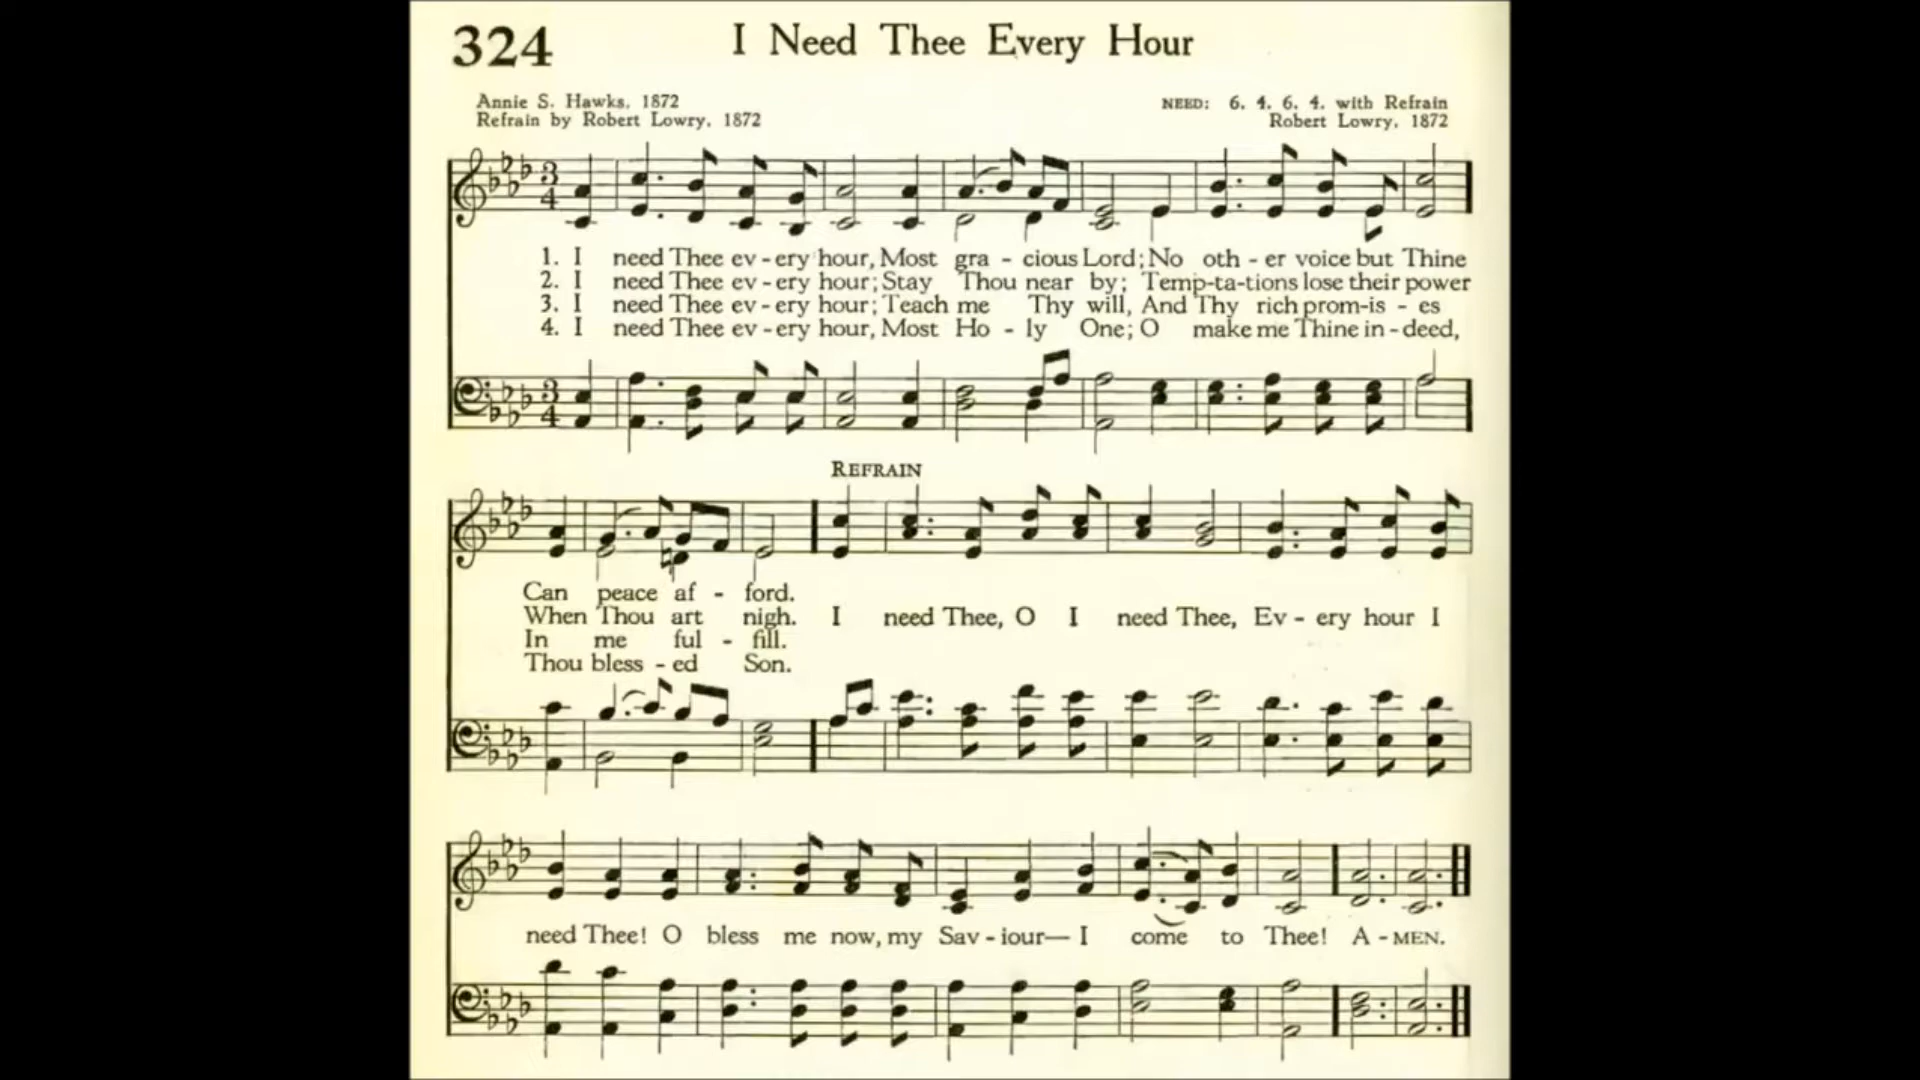 324
I Need Thee Every Hour
Annie S. Hawks, 1872
Refrain by Robert Lowry, 1872
NEED: 6. 4. 6. 4. with Refrain
Robert Lowry, 1872
3
4
1. I need Thee ev - ery hour, Most gra - cious Lord; No oth - er voice but Thine
2. I need Thee ev - ery hour; Stay Thou near by; Temp-ta-tions lose their power
3. I need Thee ev - ery hour; Teach me Thy will, And Thy rich prom-is - es
4. I need Thee ev - ery hour, Most Ho - ly One; O make me Thine in - deed,
3
4
REFRAIN
Can peace af - ford.
When Thou art nigh. I need Thee, O I need Thee, Ev - ery hour I
In me ful - fill.
Thou bless - ed Son.
need Thee! O bless me now, my Sav - iour— I come to Thee! A - MEN.